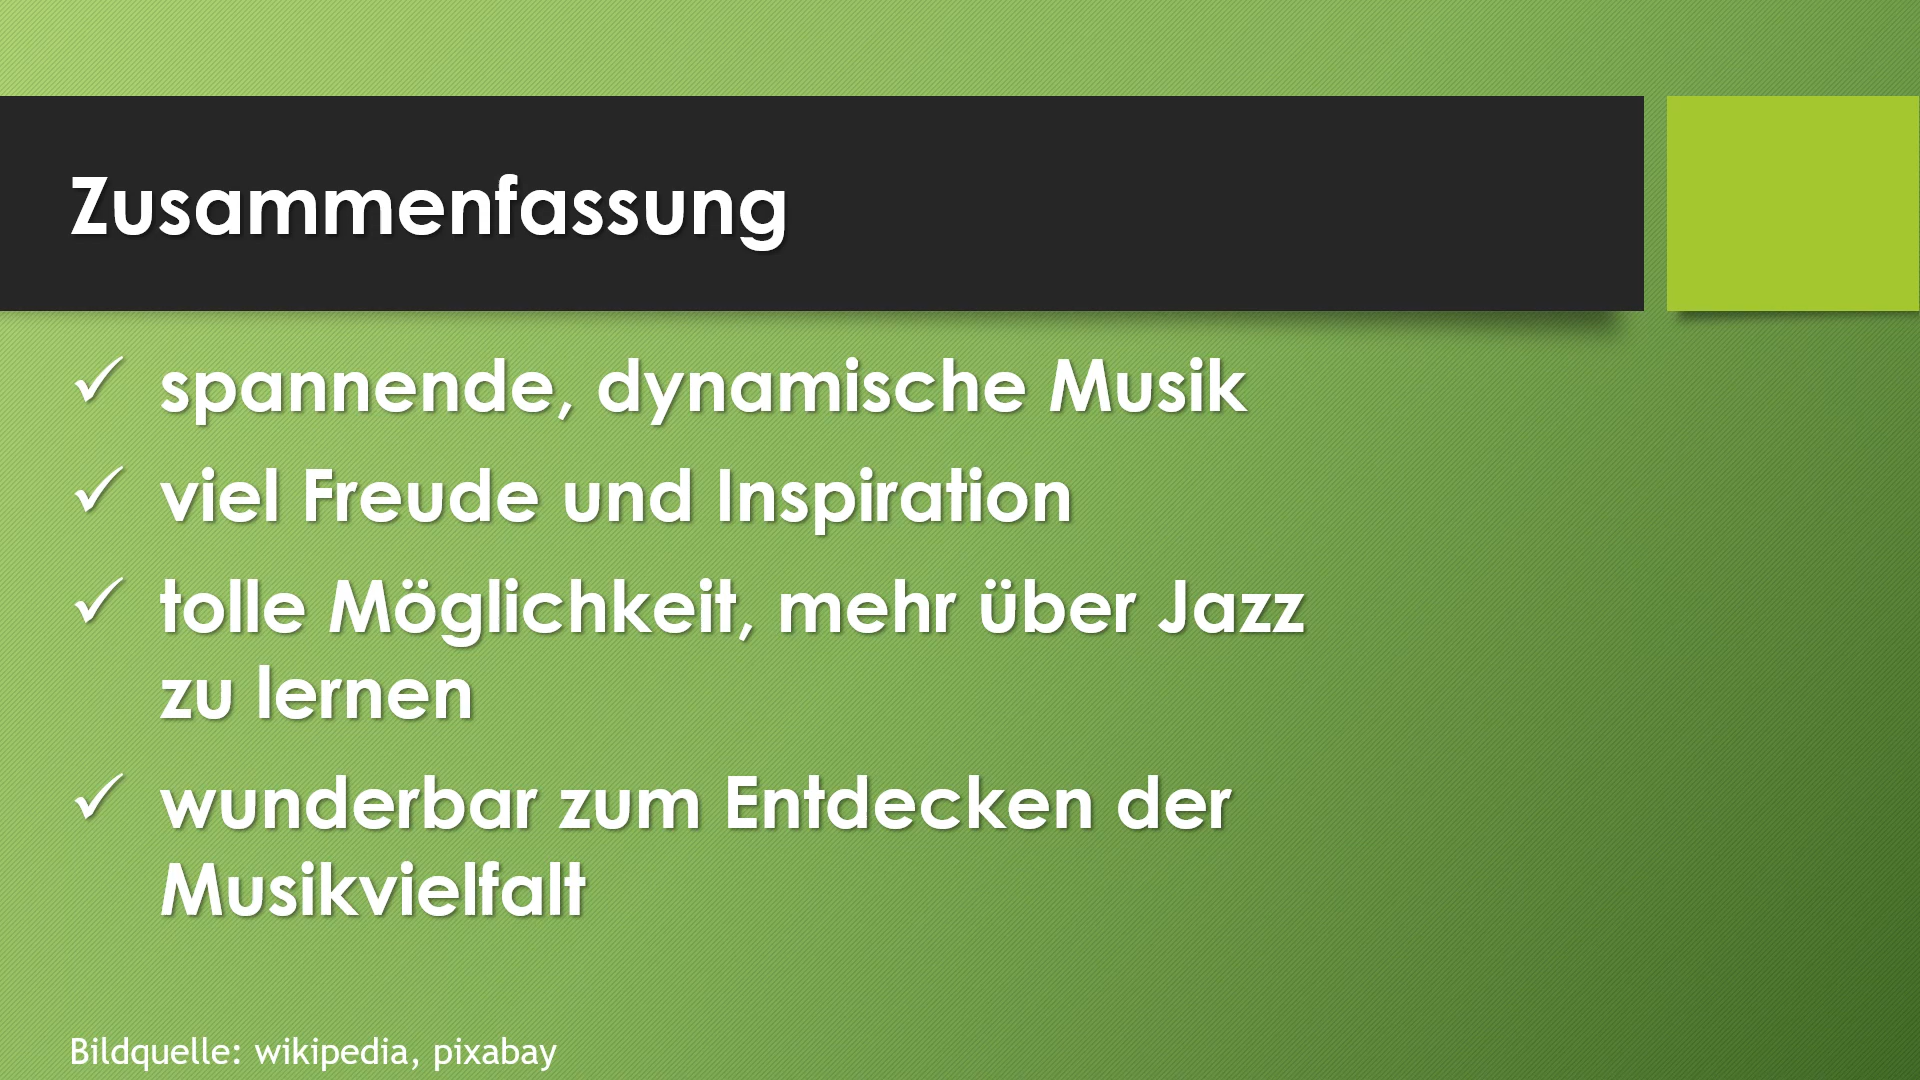 Zusammenfassung
✓ spannende, dynamische Musik
✓ viel Freude und Inspiration
✓ tolle Möglichkeit, mehr über Jazz
zu lernen
✓ wunderbar zum Entdecken der
Musikvielfalt
Bildquelle: wikipedia, pixabay